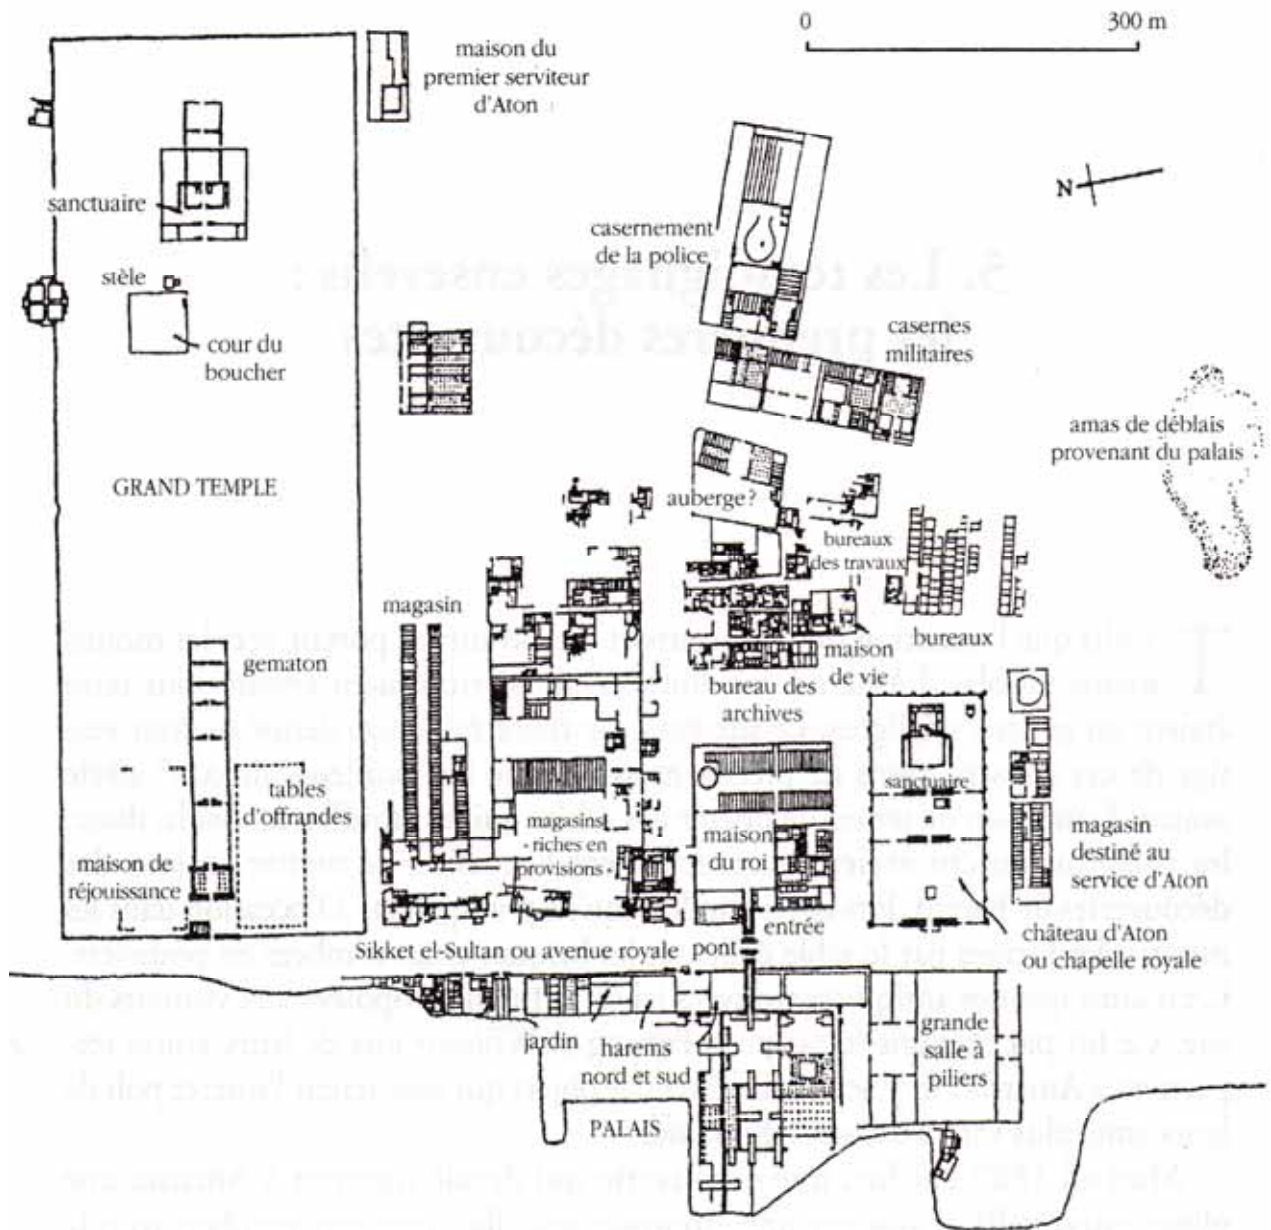 0
300 m
maison du
premier serviteur
d'Aton
N
sanctuaire
casernement
de la police
stèle
cour du
boucher
casernes
militaires
amas de déblais
provenant du palais
GRAND TEMPLE
auberge?
bureaux
des travaux
magasin
bureaux
gematon
maison
de vie
bureau des
archives
tables
d'offrandes
sanctuaire
magasins
«riches en
provisions»
maison
du roi
magasin
destiné au
service d'Aton
maison de
réjouissance
entrée
château d'Aton
ou chapelle royale
Sikket el-Sultan ou avenue royale
pont
jardin
harems
nord et sud
grande
salle à
piliers
PALAIS